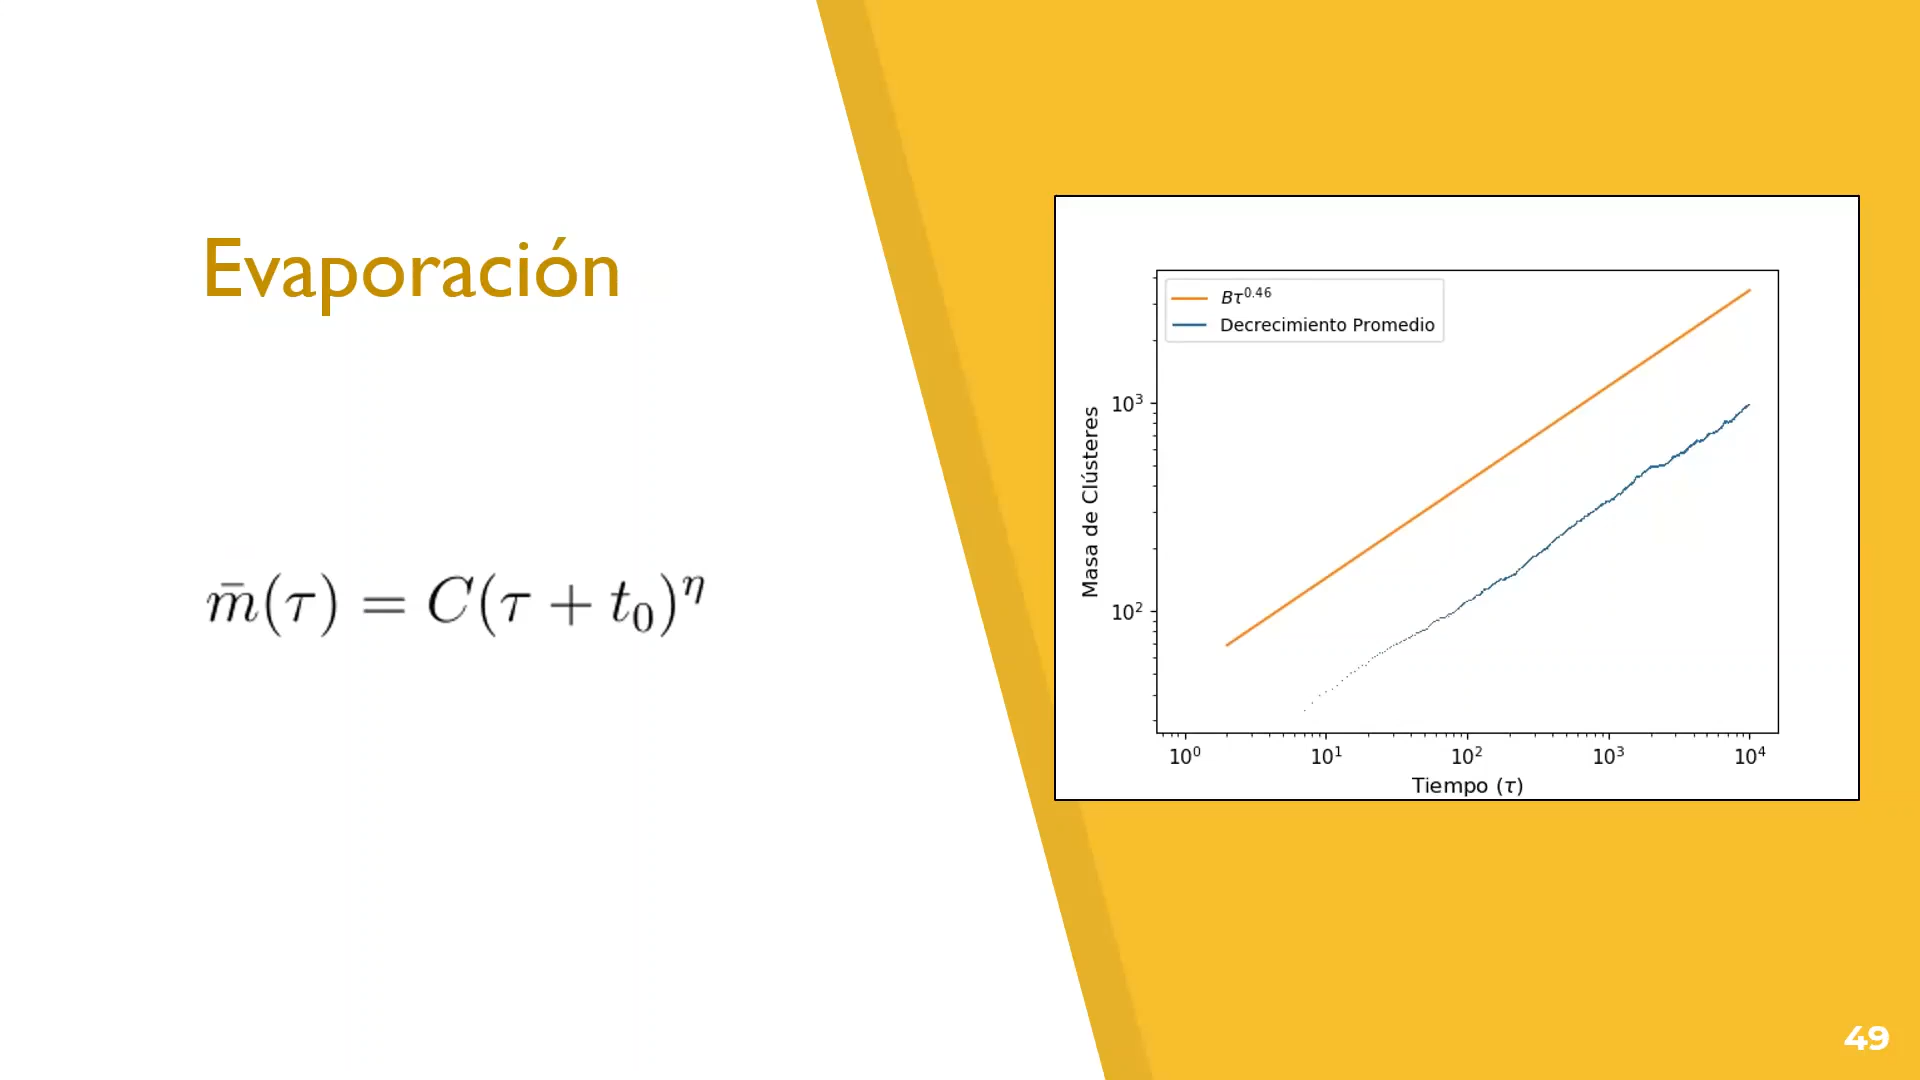 Evaporación
m̄(τ) = C(τ + t₀)^η
Bτ^0.46
Decrecimiento Promedio
Masa de Clústeres
10³
10²
10⁰ 10¹ 10² 10³ 10⁴
Tiempo (τ)
49